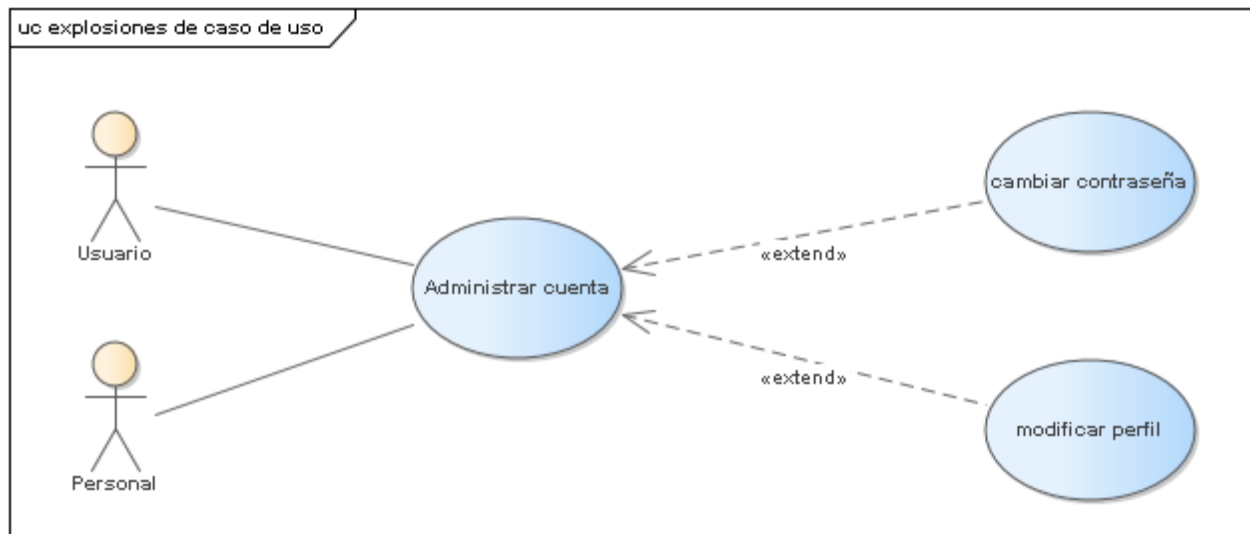 uc explosiones de caso de uso
Usuario
Administrar cuenta
cambiar contraseña
«extend»
«extend»
modificar perfil
Personal